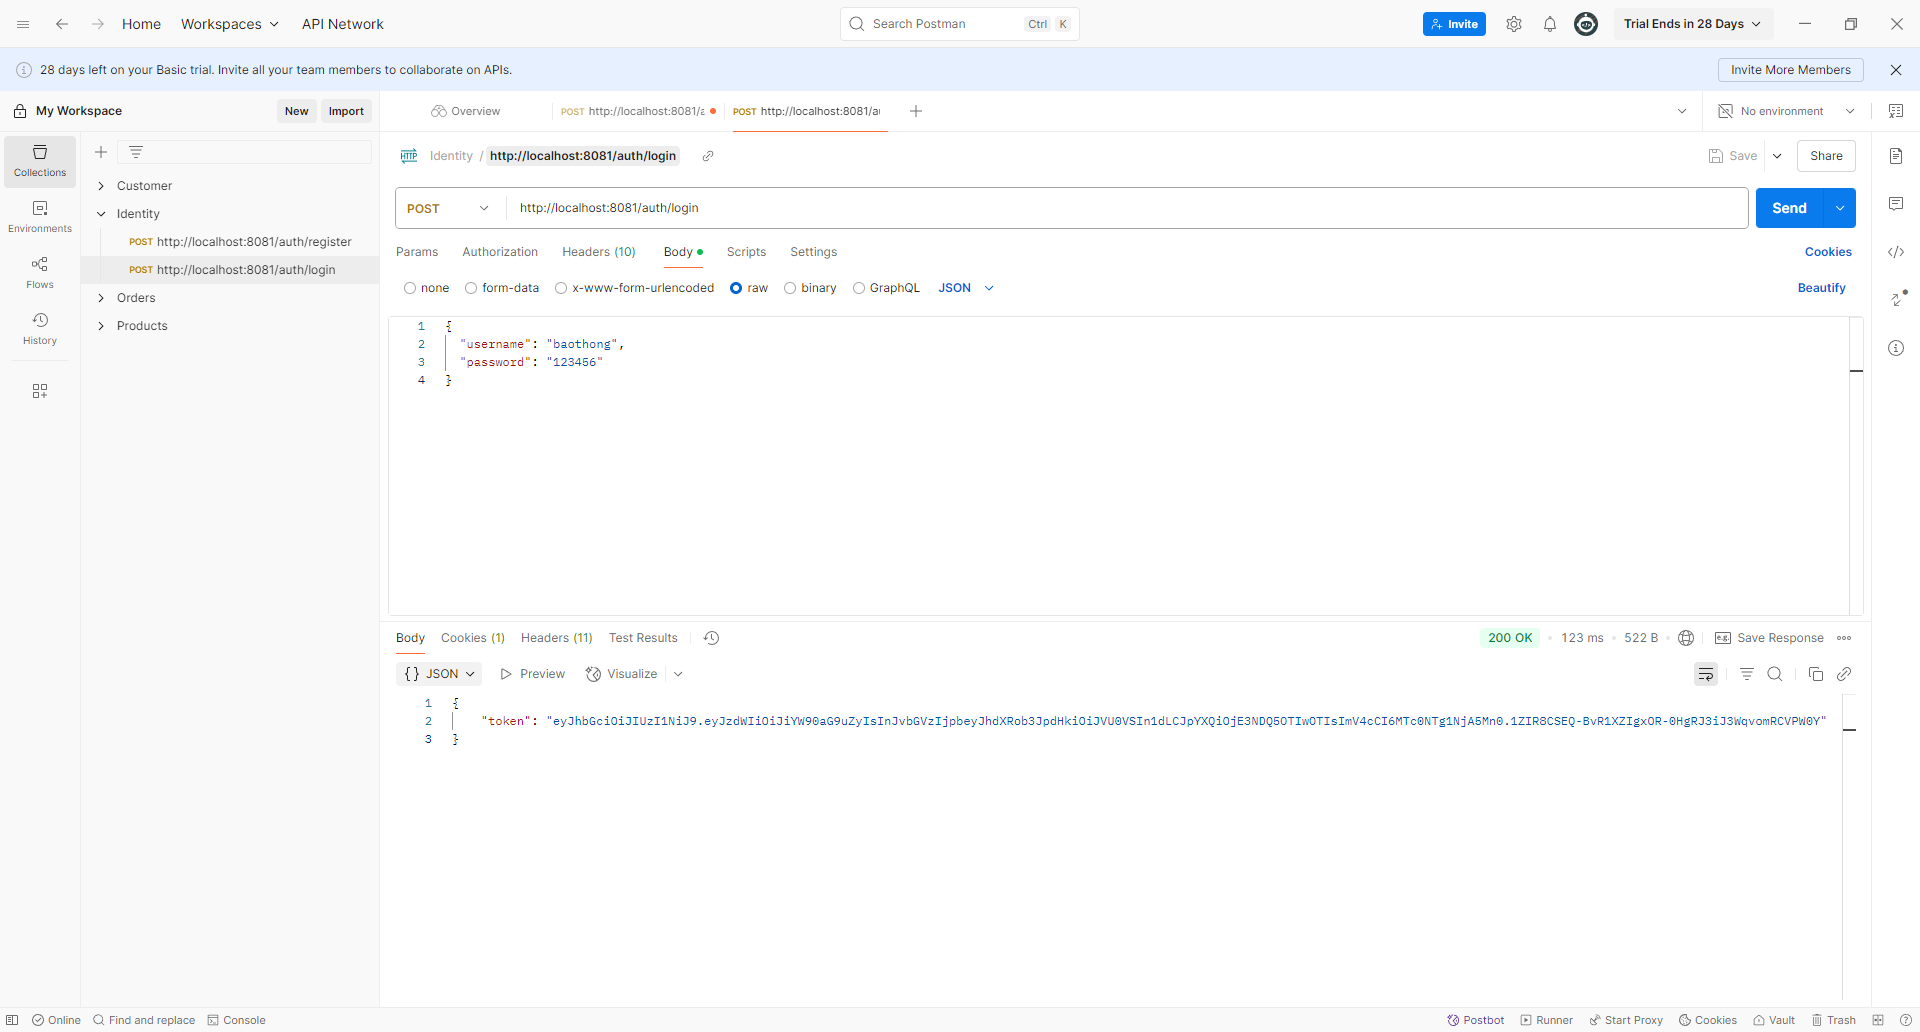 Home
Workspaces
API Network
Search Postman
Ctrl K
Invite
Trial Ends in 28 Days
28 days left on your Basic trial. Invite all your team members to collaborate on APIs.
Invite More Members
My Workspace
New
Import
Overview
POST http://localhost:8081/a
POST http://localhost:8081/au
No environment
Collections
Environments
Flows
History
Customer
Identity
POST http://localhost:8081/auth/register
POST http://localhost:8081/auth/login
Orders
Products
HTTP
Identity / http://localhost:8081/auth/login
Save
Share
POST
http://localhost:8081/auth/login
Send
Params
Authorization
Headers (10)
Body
Scripts
Settings
Cookies
none
form-data
x-www-form-urlencoded
raw
binary
GraphQL
JSON
Beautify
1 {
2 "username": "baothong",
3 "password": "123456"
4 }
Body
Cookies (1)
Headers (11)
Test Results
200 OK
123 ms
522 B
e.g.
Save Response
{} JSON
Preview
Visualize
1 {
2 "token": "eyJhbGciOiJIUzI1NiJ9.eyJzdWIiOiJiYW90aG9uZyIsInJvbGVzIjpbeyJhdXRob3JpdHkiOiJVU0VSIn1dLCJpYXQiOjE3NDQ5OTIwOTIsImV4cCI6MTc0NTg1NjA5Mn0.1ZIR8CSEQ-BvR1XZIgxOR-0HgRJ3iJ3WqvomRCVPW0Y"
3 }
Online
Find and replace
Console
Postbot
Runner
Start Proxy
Cookies
Vault
Trash